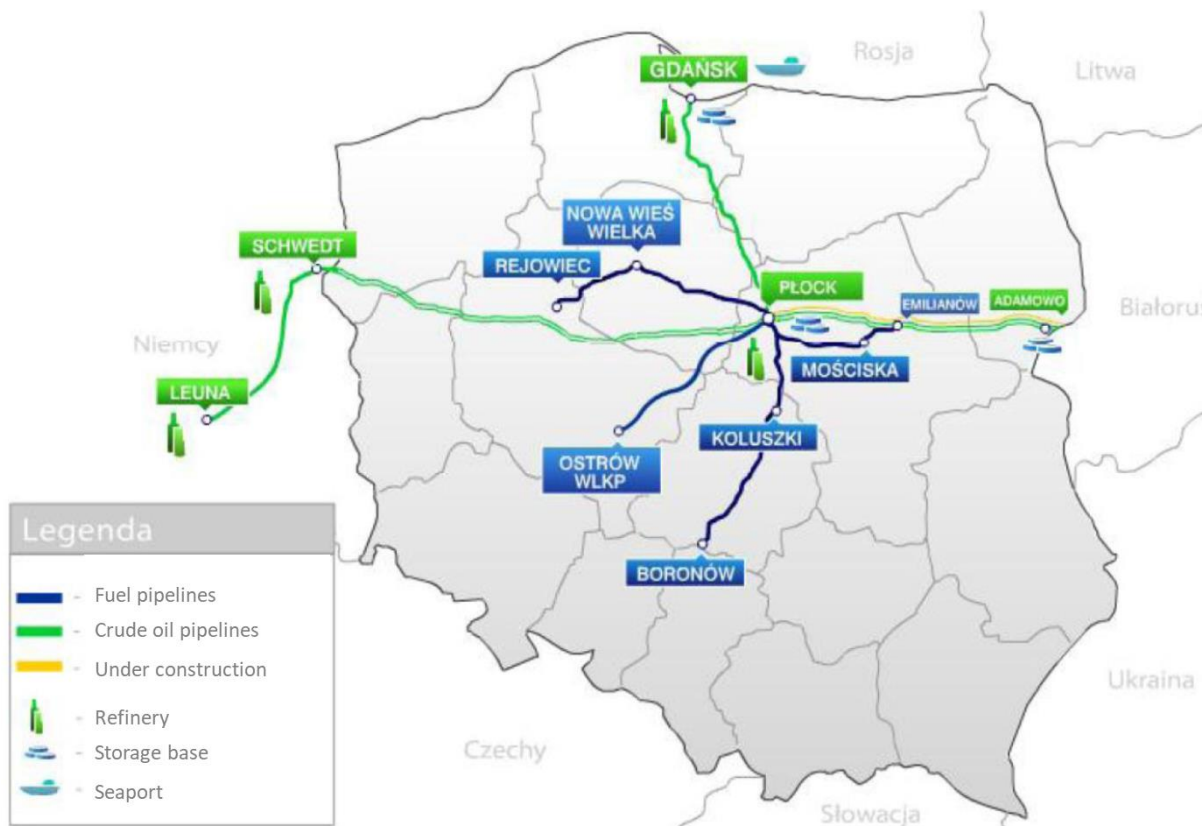 Rosja
GDAŃSK
Litwa
NOWA WIEŚ
WIELKA
SCHWEDT
REJOWIEC
PŁOCK
EMILIANÓW
ADAMOWO
Białorus
Niemcy
MOŚCISKA
LEUNA
KOLUSZKI
OSTRÓW
WLKP
BORONÓW
Legenda
- Fuel pipelines
- Crude oil pipelines
- Under construction
- Refinery
- Storage base
- Seaport
Ukraina
Czechy
Słowacja